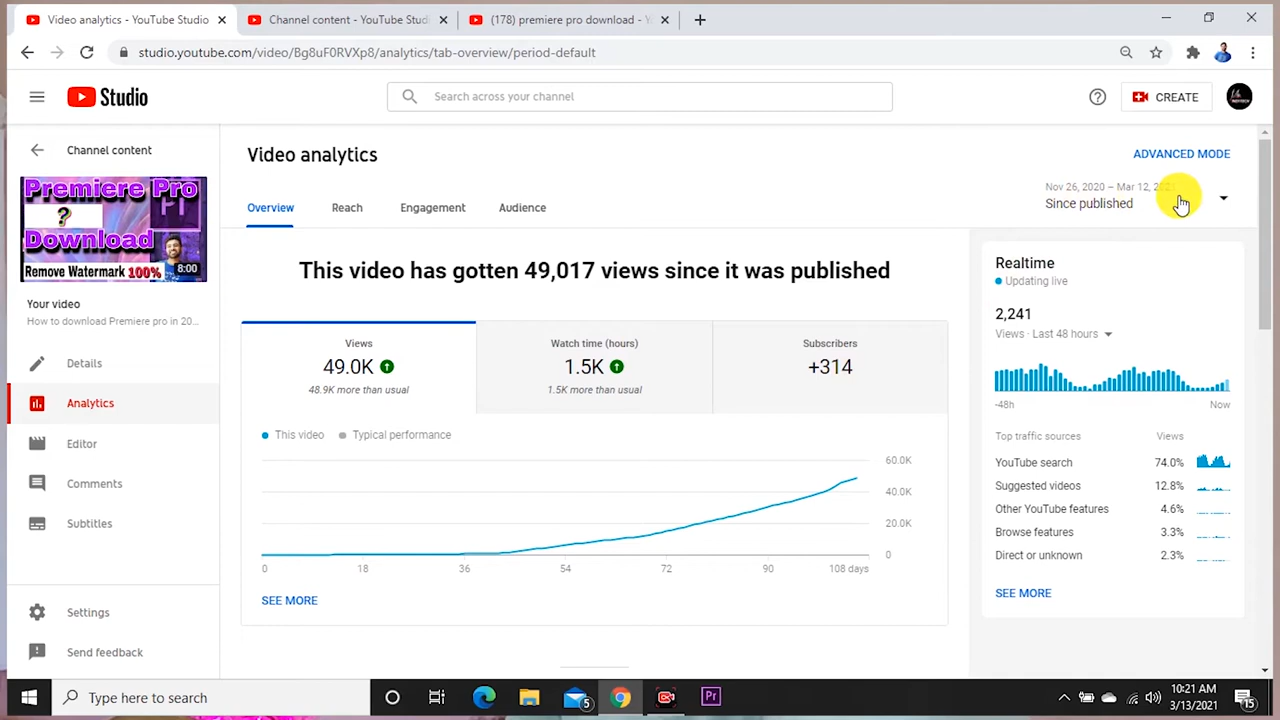 Video analytics - YouTube Studio
Channel content - YouTube Studi
(178) premiere pro download - Y
studio.youtube.com/video/Bg8uF0RVXp8/analytics/tab-overview/period-default
Studio
Search across your channel
CREATE
Channel content
Premiere Pro
?
Download
Remove Watermark 100%
8:00
Your video
How to download Premiere pro in 20...
Details
Analytics
Editor
Comments
Subtitles
Settings
Send feedback
Video analytics
ADVANCED MODE
Overview
Reach
Engagement
Audience
Nov 26, 2020 – Mar 12,
Since published
This video has gotten 49,017 views since it was published
Views
49.0K
48.9K more than usual
Watch time (hours)
1.5K
1.5K more than usual
Subscribers
+314
This video
Typical performance
60.0K
40.0K
20.0K
0
0
18
36
54
72
90
108 days
SEE MORE
Realtime
Updating live
2,241
Views · Last 48 hours
-48h
Now
Top traffic sources
Views
YouTube search
74.0%
Suggested videos
12.8%
Other YouTube features
4.6%
Browse features
3.3%
Direct or unknown
2.3%
SEE MORE
Type here to search
5
Pr
10:21 AM
3/13/2021
15